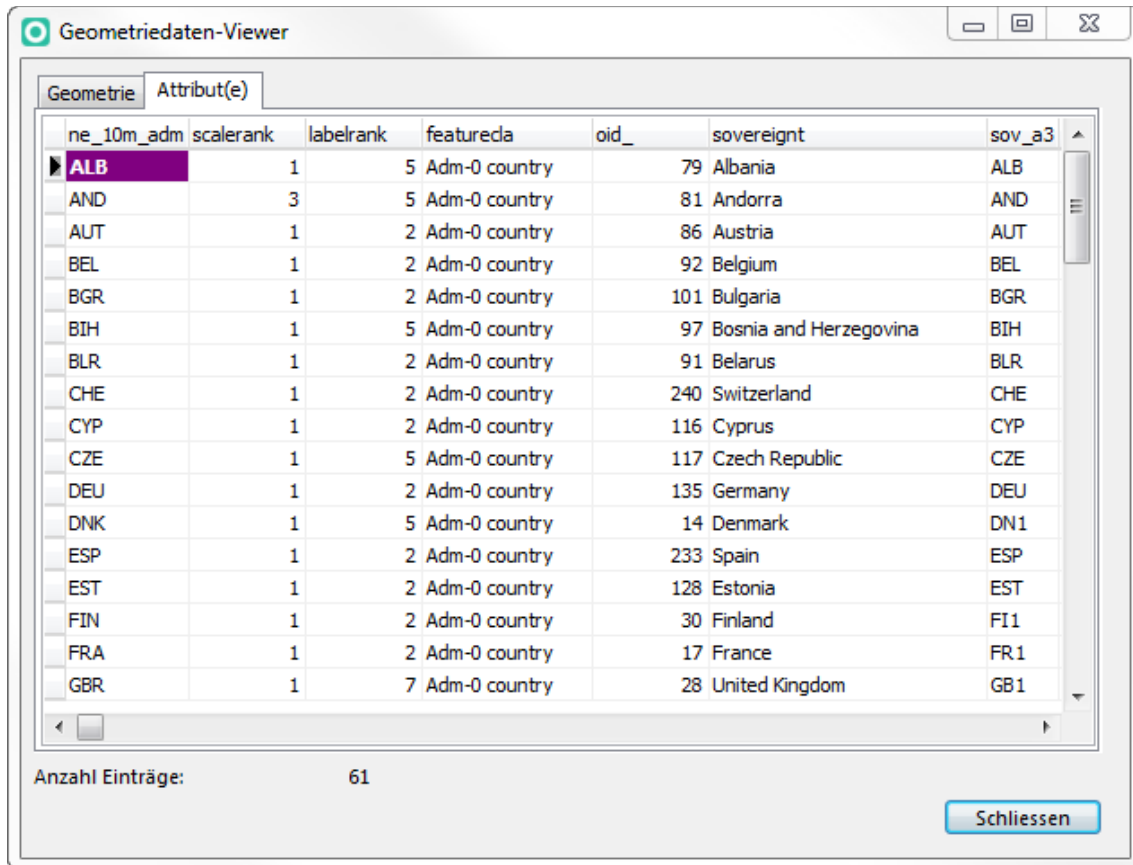 Geometriedaten-Viewer
Geometrie Attribut(e)
ne_10m_adm scalerank labelrank featurecla oid_ sovereignt sov_a3
ALB 1 5 Adm-0 country 79 Albania ALB
AND 3 5 Adm-0 country 81 Andorra AND
AUT 1 2 Adm-0 country 86 Austria AUT
BEL 1 2 Adm-0 country 92 Belgium BEL
BGR 1 2 Adm-0 country 101 Bulgaria BGR
BIH 1 5 Adm-0 country 97 Bosnia and Herzegovina BIH
BLR 1 2 Adm-0 country 91 Belarus BLR
CHE 1 2 Adm-0 country 240 Switzerland CHE
CYP 1 2 Adm-0 country 116 Cyprus CYP
CZE 1 5 Adm-0 country 117 Czech Republic CZE
DEU 1 2 Adm-0 country 135 Germany DEU
DNK 1 5 Adm-0 country 14 Denmark DN1
ESP 1 2 Adm-0 country 233 Spain ESP
EST 1 2 Adm-0 country 128 Estonia EST
FIN 1 2 Adm-0 country 30 Finland FI1
FRA 1 2 Adm-0 country 17 France FR1
GBR 1 7 Adm-0 country 28 United Kingdom GB1
Anzahl Einträge: 61
Schliessen